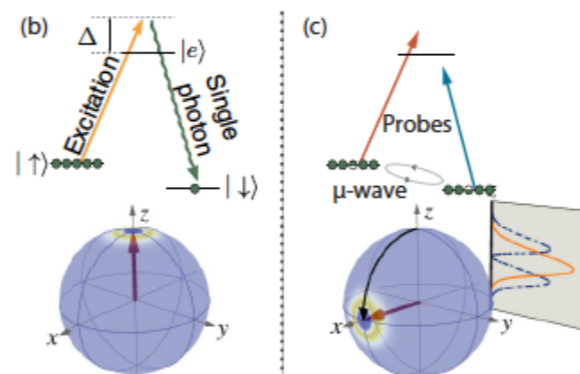 (b)
Δ
|e⟩
Excitation
Single
photon
|↑⟩
|↓⟩
z
x
y
(c)
Probes
μ-wave
z
x
y